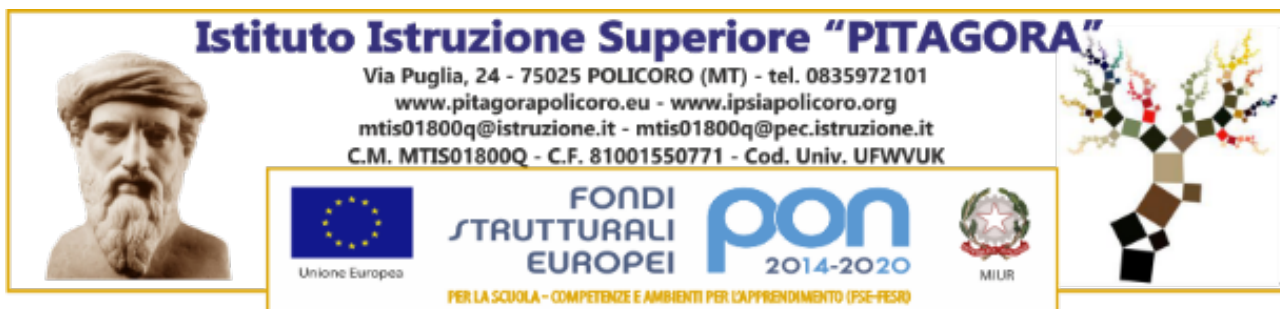 Istituto Istruzione Superiore “PITAGORA”
Via Puglia, 24 - 75025 POLICORO (MT) - tel. 0835972101
www.pitagorapolicoro.eu - www.ipsiapolicoro.org
mtis01800q@istruzione.it - mtis01800q@pec.istruzione.it
C.M. MTIS01800Q - C.F. 81001550771 - Cod. Univ. UFWVUK
Unione Europea
FONDI
STRUTTURALI
EUROPEI
pon
2014-2020
MIUR
PER LA SCUOLA - COMPETENZE E AMBIENTI PER L'APPRENDIMENTO (FSE-FESR)